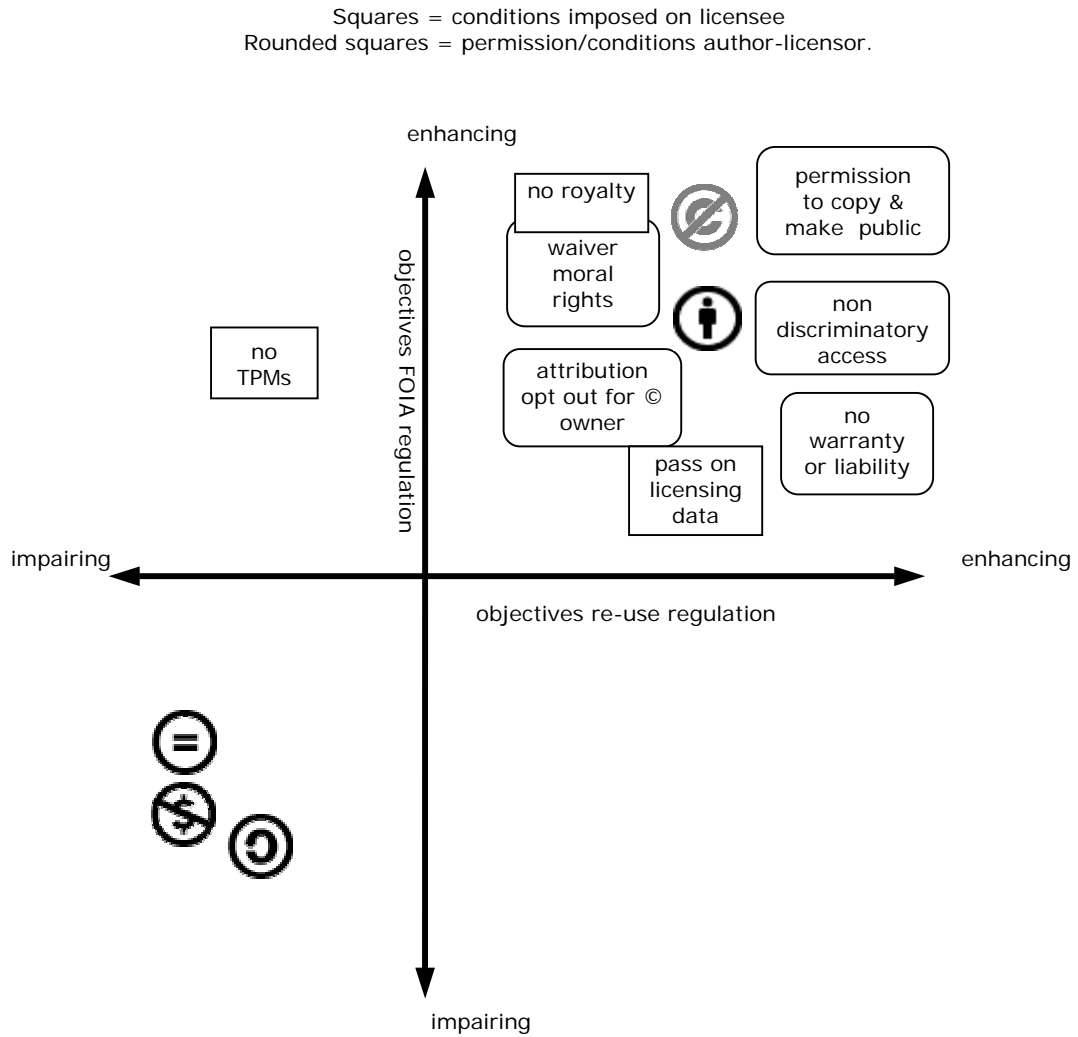 Squares = conditions imposed on licensee
Rounded squares = permission/conditions author-licensor.
enhancing
no royalty
permission
to copy &
make public
waiver
moral
rights
objectives FOIA regulation
non
discriminatory
access
no
TPMs
attribution
opt out for ©
owner
no
warranty
or liability
pass on
licensing
data
impairing
enhancing
objectives re-use regulation
=
$
impairing